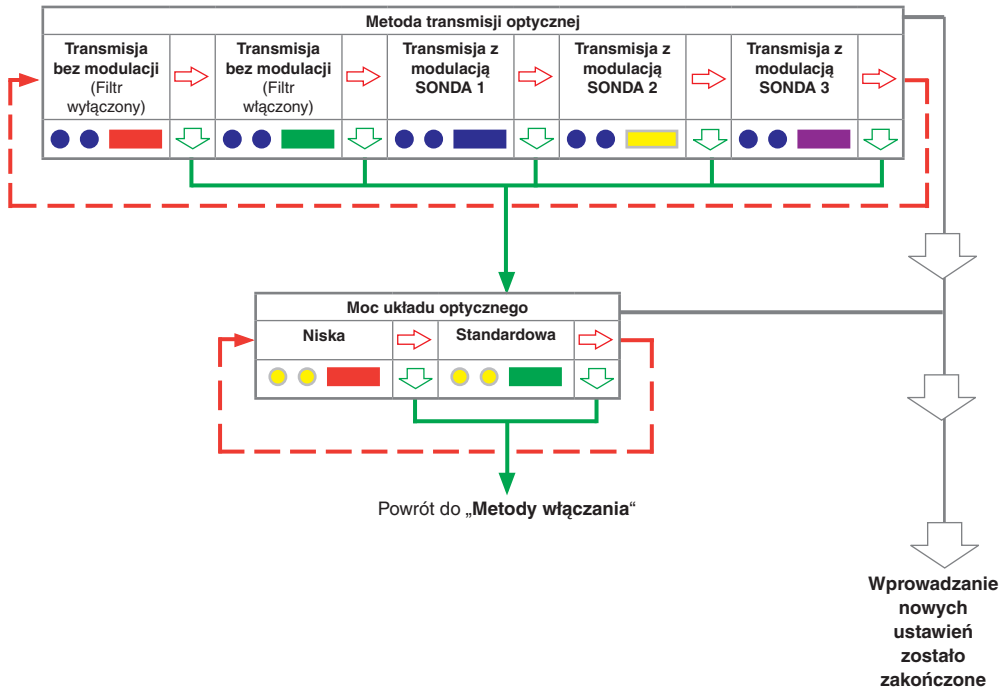 Metoda transmisji optycznej
Transmisja
bez modulacji
(Filtr
wyłączony)
Transmisja
bez modulacji
(Filtr
włączony)
Transmisja z
modulacją
SONDA 1
Transmisja z
modulacją
SONDA 2
Transmisja z
modulacją
SONDA 3
Moc układu optycznego
Niska
Standardowa
Powrót do „Metody włączania“
Wprowadzanie
nowych
ustawień
zostało
zakończone